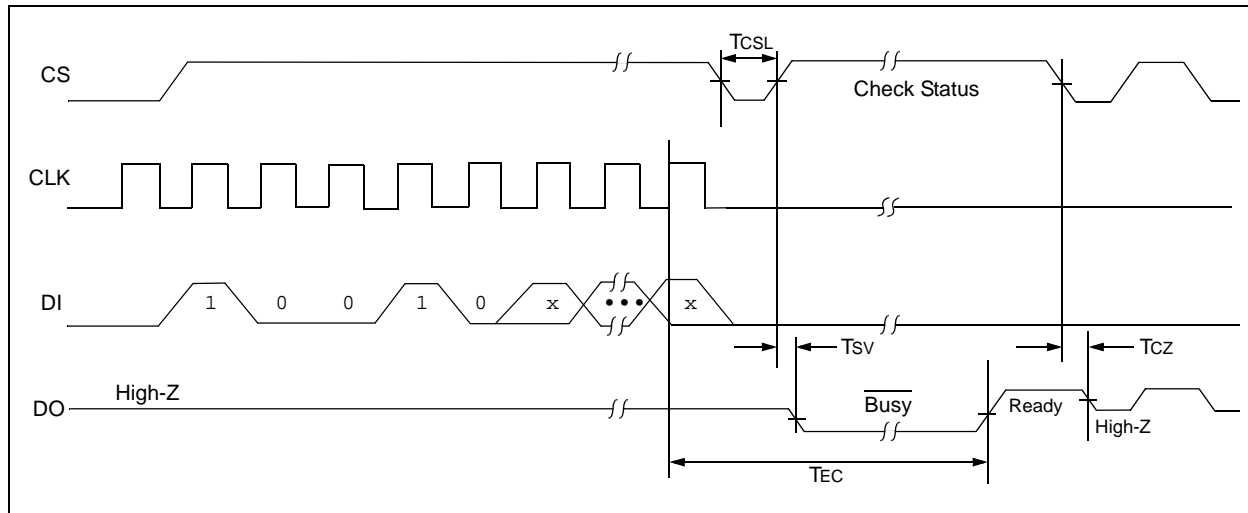 TCSL
CS
Check Status
CLK
DI
1 0 0 1 0 x ••• x
TSV
TCZ
High-Z
DO
Busy
Ready
High-Z
TEC